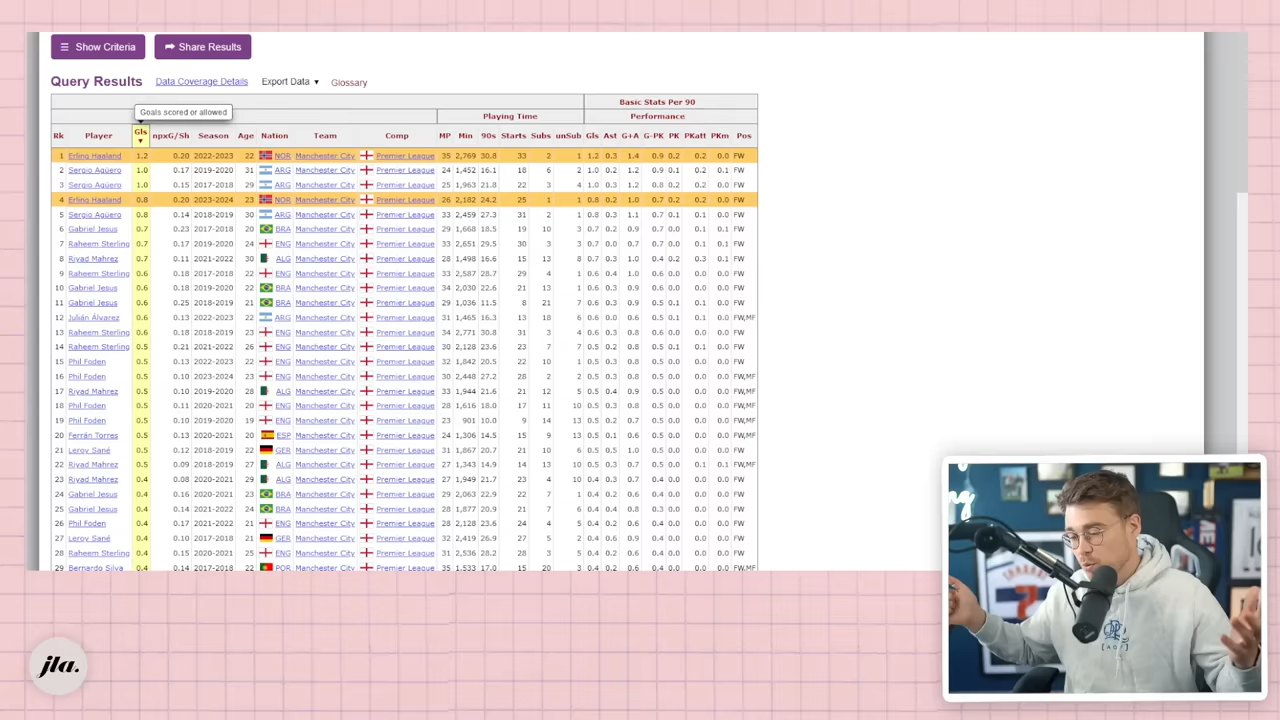 ☰ Show Criteria
Share Results
Query Results Data Coverage Details Export Data ▼ Glossary
Goals scored or allowed
Basic Stats Per 90
Playing Time Performance
Rk Player Gls ▼ npxG/Sh Season Age Nation Team Comp MP Min 90s Starts Subs unSub Gls Ast G+A G-PK PK PKatt PKm Pos
1 Erling Haaland 1.2 0.20 2022-2023 22 NOR Manchester City Premier League 35 2,769 30.8 33 2 1 1.2 0.3 1.4 0.9 0.2 0.2 0.0 FW
2 Sergio Agüero 1.0 0.17 2019-2020 31 ARG Manchester City Premier League 24 1,452 16.1 18 6 2 1.0 0.2 1.2 0.9 0.1 0.2 0.0 FW
3 Sergio Agüero 1.0 0.15 2017-2018 29 ARG Manchester City Premier League 25 1,963 21.8 22 3 4 1.0 0.3 1.2 0.8 0.2 0.2 0.0 FW
4 Erling Haaland 0.8 0.20 2023-2024 23 NOR Manchester City Premier League 26 2,182 24.2 25 1 1 0.8 0.2 1.0 0.7 0.2 0.2 0.0 FW
5 Sergio Agüero 0.8 0.14 2018-2019 30 ARG Manchester City Premier League 33 2,459 27.3 31 2 3 0.8 0.3 1.1 0.7 0.1 0.1 0.0 FW
6 Gabriel Jesus 0.7 0.23 2017-2018 20 BRA Manchester City Premier League 29 1,668 18.5 19 10 3 0.7 0.2 0.9 0.6 0.1 0.2 0.1 FW
7 Raheem Sterling 0.7 0.17 2019-2020 24 ENG Manchester City Premier League 33 2,651 29.5 30 3 3 0.7 0.0 0.7 0.7 0.0 0.1 0.0 FW
8 Riyad Mahrez 0.7 0.11 2021-2022 30 ALG Manchester City Premier League 28 1,498 16.6 15 13 8 0.7 0.3 1.0 0.4 0.2 0.3 0.1 FW
9 Raheem Sterling 0.6 0.18 2017-2018 22 ENG Manchester City Premier League 33 2,587 28.7 29 4 1 0.6 0.4 1.0 0.6 0.0 0.0 0.0 FW
10 Gabriel Jesus 0.6 0.18 2019-2020 22 BRA Manchester City Premier League 34 2,030 22.6 21 13 1 0.6 0.3 0.9 0.6 0.0 0.0 0.0 FW
11 Gabriel Jesus 0.6 0.25 2018-2019 21 BRA Manchester City Premier League 29 1,036 11.5 8 21 7 0.6 0.3 0.9 0.5 0.1 0.1 0.0 FW
12 Julián Álvarez 0.6 0.13 2022-2023 22 ARG Manchester City Premier League 31 1,465 16.3 13 18 6 0.6 0.0 0.6 0.5 0.1 0.1 0.0 FW,MF
13 Raheem Sterling 0.6 0.18 2018-2019 23 ENG Manchester City Premier League 34 2,771 30.8 31 3 4 0.6 0.3 0.8 0.6 0.0 0.0 0.0 FW
14 Raheem Sterling 0.5 0.21 2021-2022 26 ENG Manchester City Premier League 30 2,128 23.6 23 7 7 0.5 0.2 0.8 0.5 0.1 0.1 0.0 FW
15 Phil Foden 0.5 0.13 2022-2023 22 ENG Manchester City Premier League 32 1,842 20.5 22 10 1 0.5 0.3 0.8 0.5 0.0 0.0 0.0 FW
16 Phil Foden 0.5 0.10 2023-2024 23 ENG Manchester City Premier League 30 2,448 27.2 28 2 2 0.5 0.3 0.8 0.5 0.0 0.0 0.0 FW,MF
17 Riyad Mahrez 0.5 0.10 2019-2020 28 ALG Manchester City Premier League 33 1,944 21.6 21 12 5 0.5 0.4 0.9 0.5 0.0 0.0 0.0 FW,MF
18 Phil Foden 0.5 0.11 2020-2021 20 ENG Manchester City Premier League 28 1,616 18.0 17 11 10 0.5 0.3 0.8 0.5 0.0 0.0 0.0 FW,MF
19 Phil Foden 0.5 0.10 2019-2020 19 ENG Manchester City Premier League 23 901 10.0 9 14 13 0.5 0.2 0.7 0.5 0.0 0.0 0.0 FW,MF
20 Ferrán Torres 0.5 0.13 2020-2021 20 ESP Manchester City Premier League 24 1,306 14.5 15 9 13 0.5 0.1 0.6 0.5 0.0 0.0 0.0 FW,MF
21 Leroy Sané 0.5 0.12 2018-2019 22 GER Manchester City Premier League 31 1,867 20.7 21 10 6 0.5 0.5 1.0 0.5 0.0 0.0 0.0 FW
22 Riyad Mahrez 0.5 0.09 2018-2019 27 ALG Manchester City Premier League 27 1,343 14.9 14 13 10 0.5 0.3 0.7 0.4 0.0 0.1 0.1 FW,MF
23 Riyad Mahrez 0.4 0.08 2020-2021 29 ALG Manchester City Premier League 27 1,949 21.7 23 4 10 0.4 0.3 0.7 0.4 0.0 0.0 0.0 FW
24 Gabriel Jesus 0.4 0.16 2020-2021 23 BRA Manchester City Premier League 29 2,063 22.9 22 7 1 0.4 0.2 0.6 0.4 0.0 0.0 0.0 FW
25 Gabriel Jesus 0.4 0.14 2021-2022 24 BRA Manchester City Premier League 28 1,877 20.9 21 7 6 0.4 0.4 0.8 0.3 0.0 0.0 0.0 FW
26 Phil Foden 0.4 0.17 2021-2022 21 ENG Manchester City Premier League 28 2,128 23.6 24 4 5 0.4 0.2 0.6 0.4 0.0 0.0 0.0 FW
27 Leroy Sané 0.4 0.10 2017-2018 21 GER Manchester City Premier League 32 2,419 26.9 27 5 2 0.4 0.6 0.9 0.4 0.0 0.0 0.0 FW
28 Raheem Sterling 0.4 0.15 2020-2021 25 ENG Manchester City Premier League 31 2,536 28.2 28 3 5 0.4 0.2 0.6 0.4 0.0 0.0 0.0 FW
29 Bernardo Silva 0.4 0.14 2017-2018 22 POR Manchester City Premier League 35 1,533 17.0 15 20 3 0.4 0.2 0.6 0.4 0.0 0.0 0.0 FW,MF
jla.